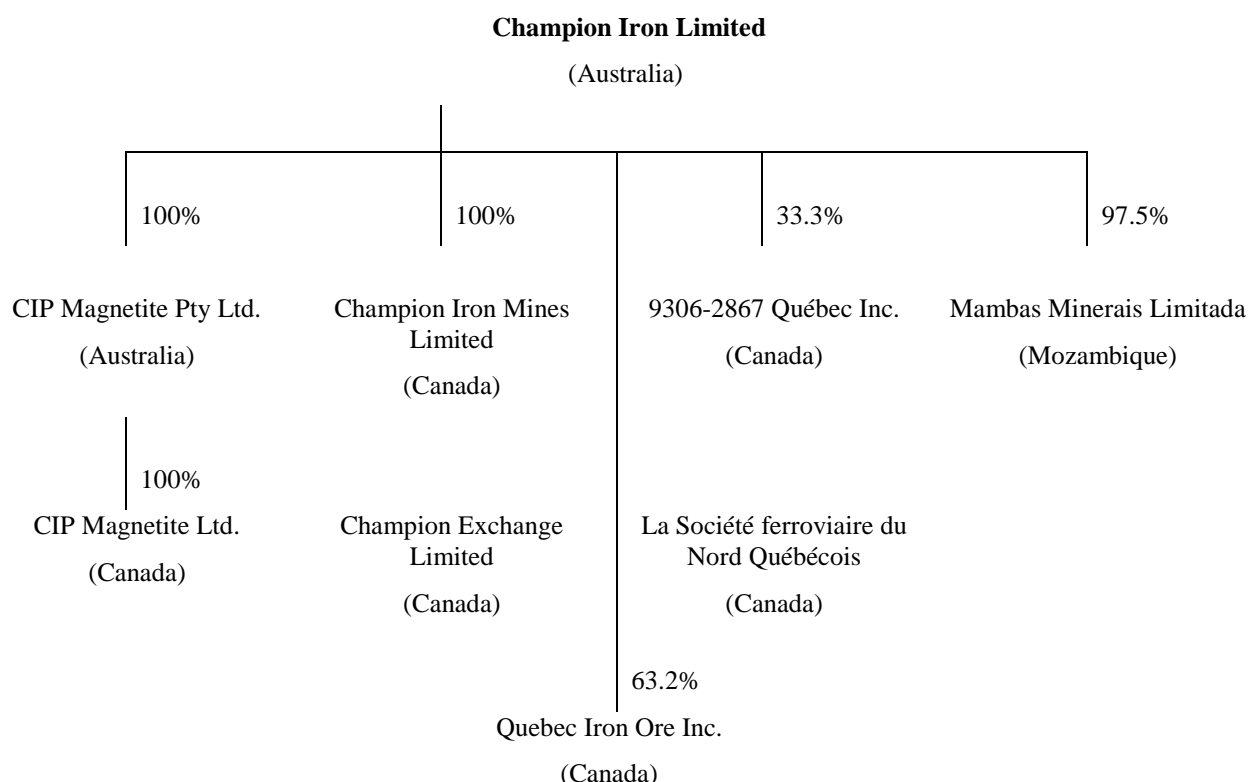 Champion Iron Limited
(Australia)
100%
100%
33.3%
97.5%
CIP Magnetite Pty Ltd.
(Australia)
Champion Iron Mines
Limited
(Canada)
9306-2867 Québec Inc.
(Canada)
Mambas Minerais Limitada
(Mozambique)
100%
CIP Magnetite Ltd.
(Canada)
Champion Exchange
Limited
(Canada)
La Société ferroviaire du
Nord Québécois
(Canada)
63.2%
Quebec Iron Ore Inc.
(Canada)